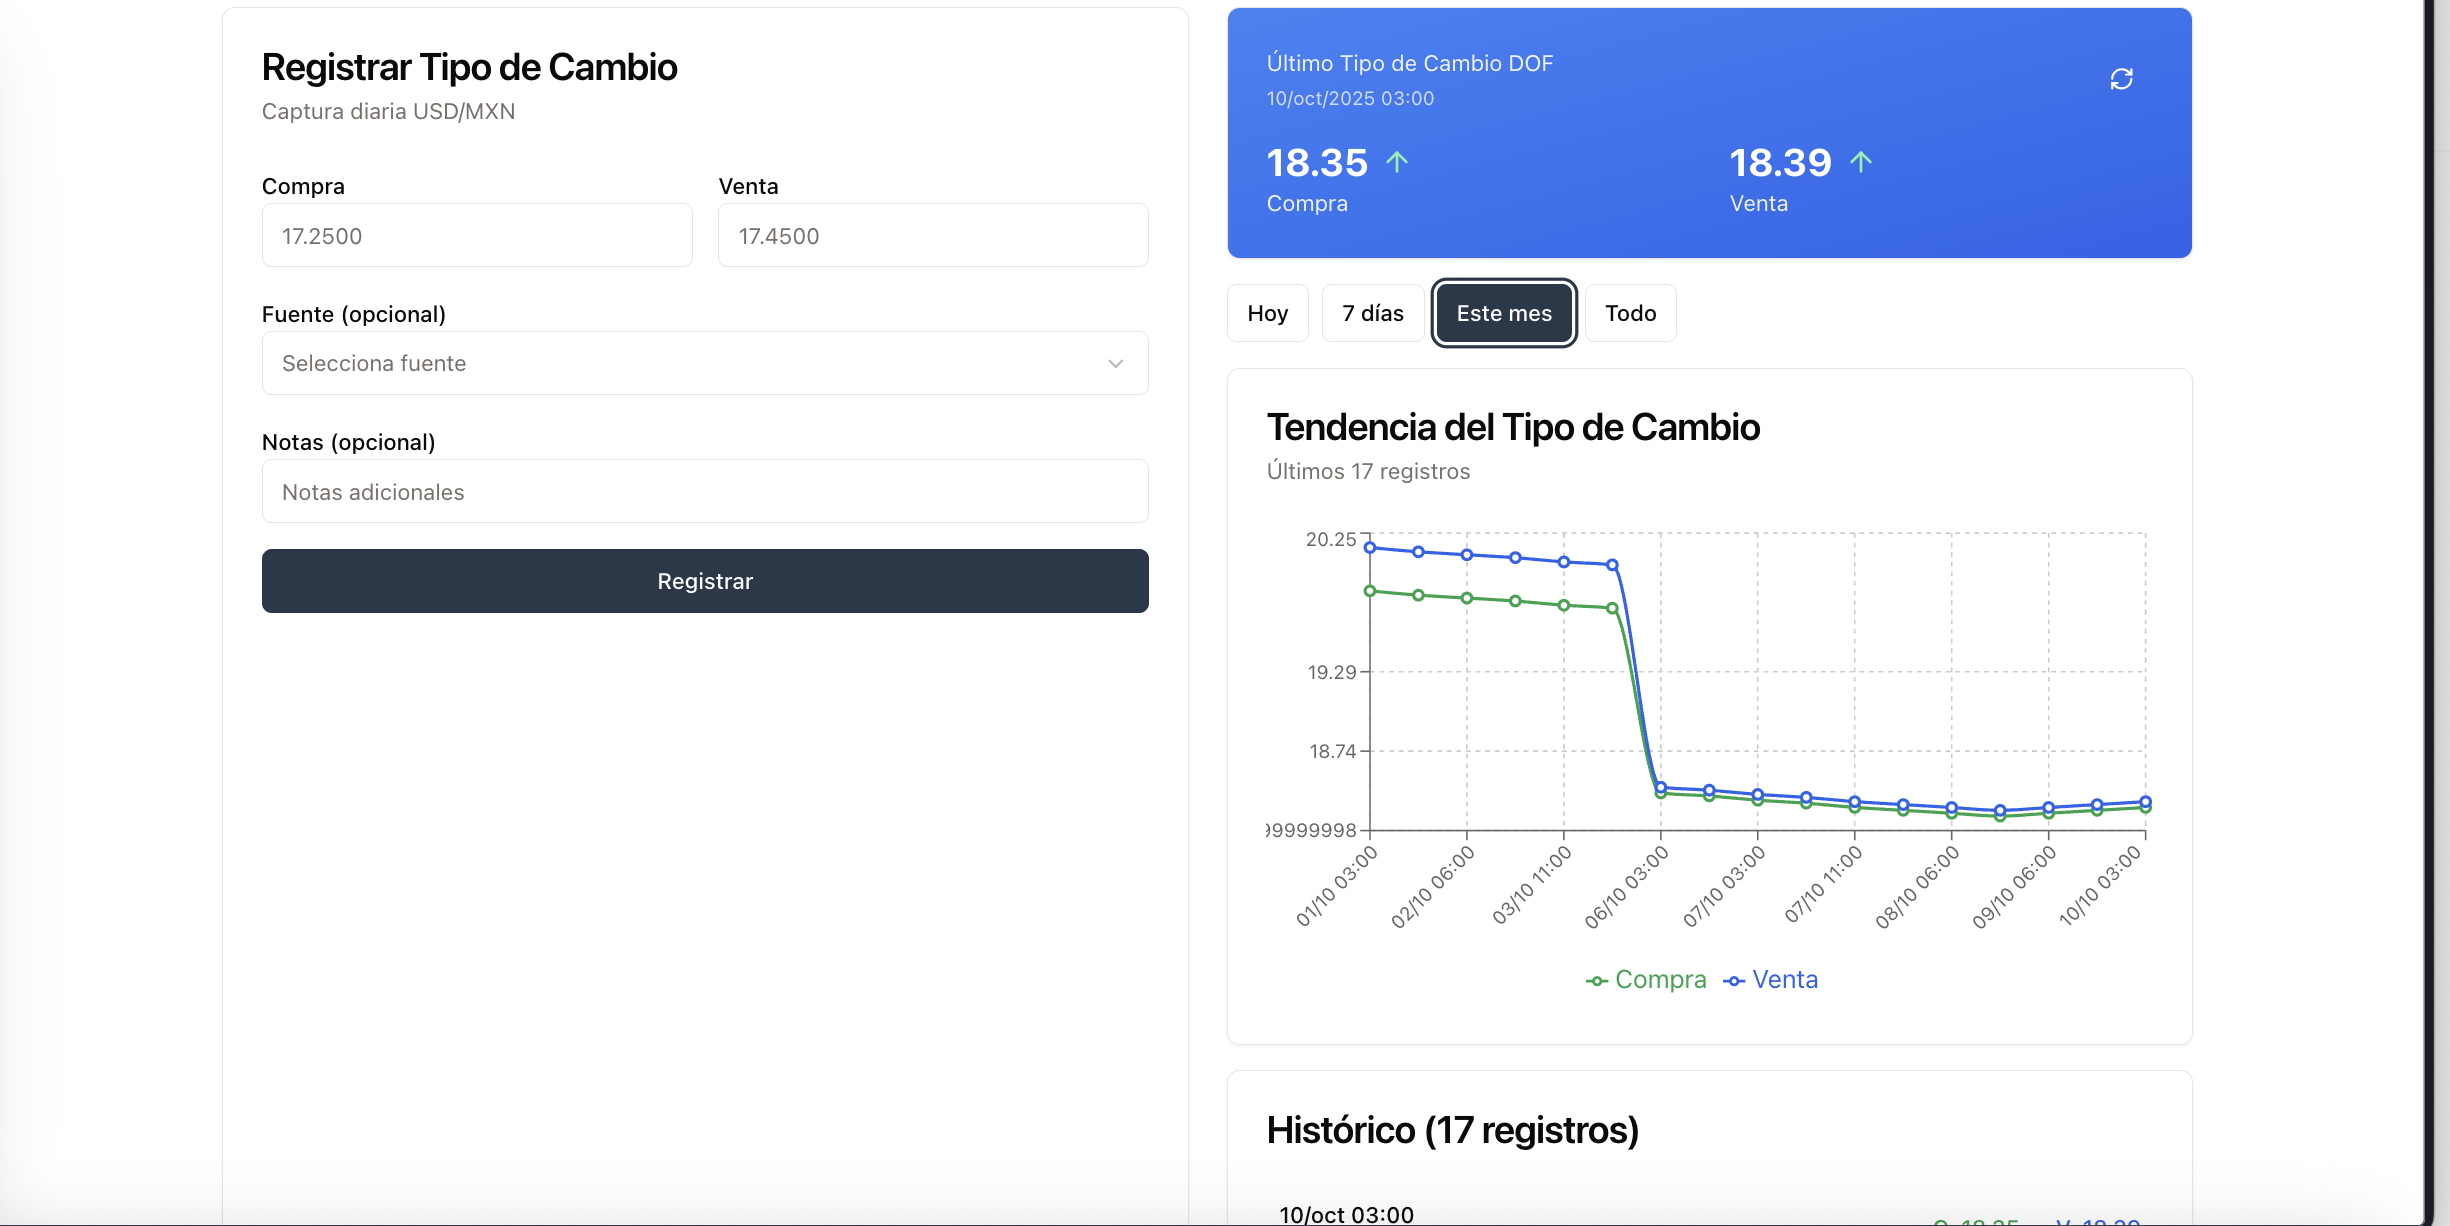 Registrar Tipo de Cambio
Captura diaria USD/MXN
Compra
Venta
17.2500
17.4500
Fuente (opcional)
Selecciona fuente
Notas (opcional)
Notas adicionales
Registrar
Último Tipo de Cambio DOF
10/oct/2025 03:00
18.35
18.39
Compra
Venta
Hoy
7 días
Este mes
Todo
Tendencia del Tipo de Cambio
Últimos 17 registros
20.25
19.29
18.74
99999998
01/10 03:00
02/10 06:00
03/10 11:00
06/10 03:00
07/10 03:00
07/10 11:00
08/10 06:00
09/10 06:00
10/10 03:00
Compra
Venta
Histórico (17 registros)
10/oct 03:00